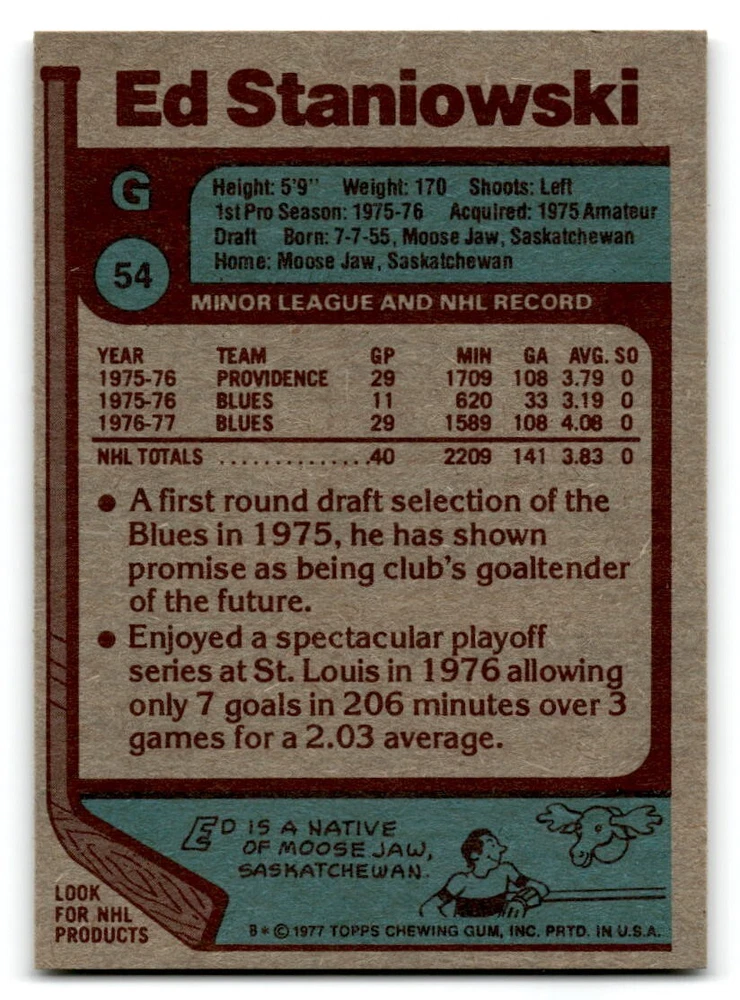 Ed Staniowski
G
Height: 5'9" Weight: 170 Shoots: Left
1st Pro Season: 1975-76 Acquired: 1975 Amateur
Draft Born: 7-7-55, Moose Jaw, Saskatchewan
Home: Moose Jaw, Saskatchewan
54
MINOR LEAGUE AND NHL RECORD
YEAR TEAM GP MIN GA AVG. SO
1975-76 PROVIDENCE 29 1709 108 3.79 0
1975-76 BLUES 11 620 33 3.19 0
1976-77 BLUES 29 1589 108 4.08 0
NHL TOTALS ..............40 2209 141 3.83 0
● A first round draft selection of the
Blues in 1975, he has shown
promise as being club's goaltender
of the future.
● Enjoyed a spectacular playoff
series at St. Louis in 1976 allowing
only 7 goals in 206 minutes over 3
games for a 2.03 average.
ED IS A NATIVE
OF MOOSE JAW,
SASKATCHEWAN.
LOOK
FOR NHL
PRODUCTS
B * © 1977 TOPPS CHEWING GUM, INC. PRTD. IN U.S.A.